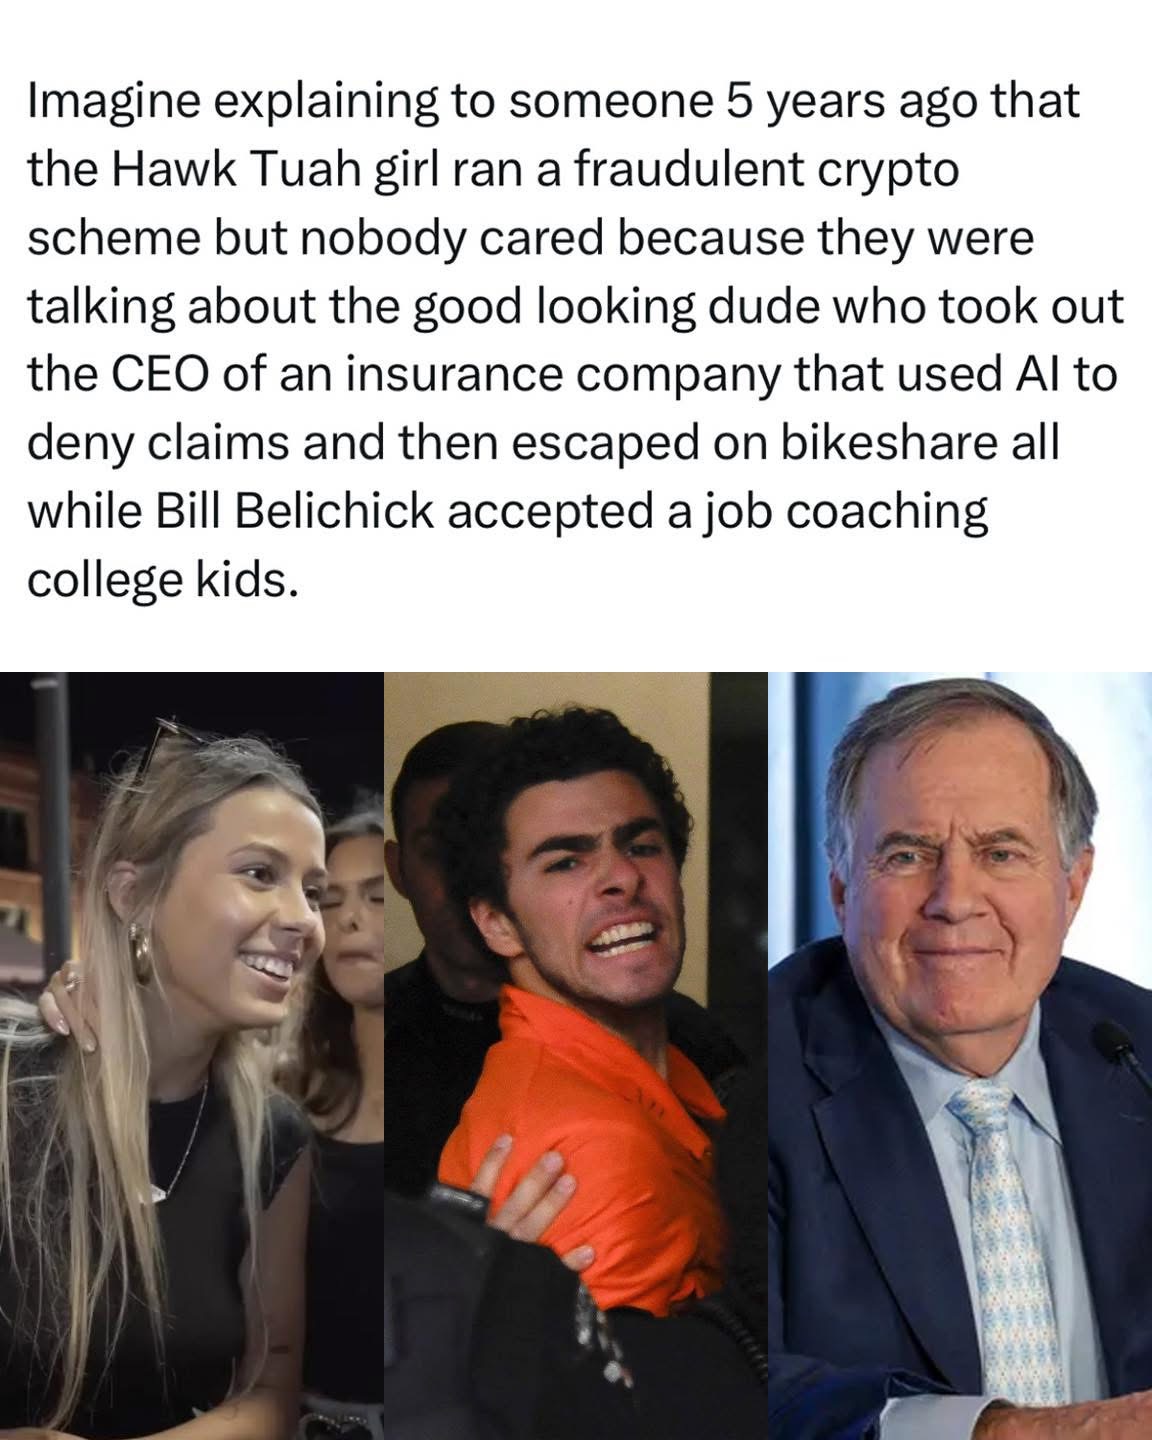 Imagine explaining to someone 5 years ago that
the Hawk Tuah girl ran a fraudulent crypto
scheme but nobody cared because they were
talking about the good looking dude who took out
the CEO of an insurance company that used AI to
deny claims and then escaped on bikeshare all
while Bill Belichick accepted a job coaching
college kids.